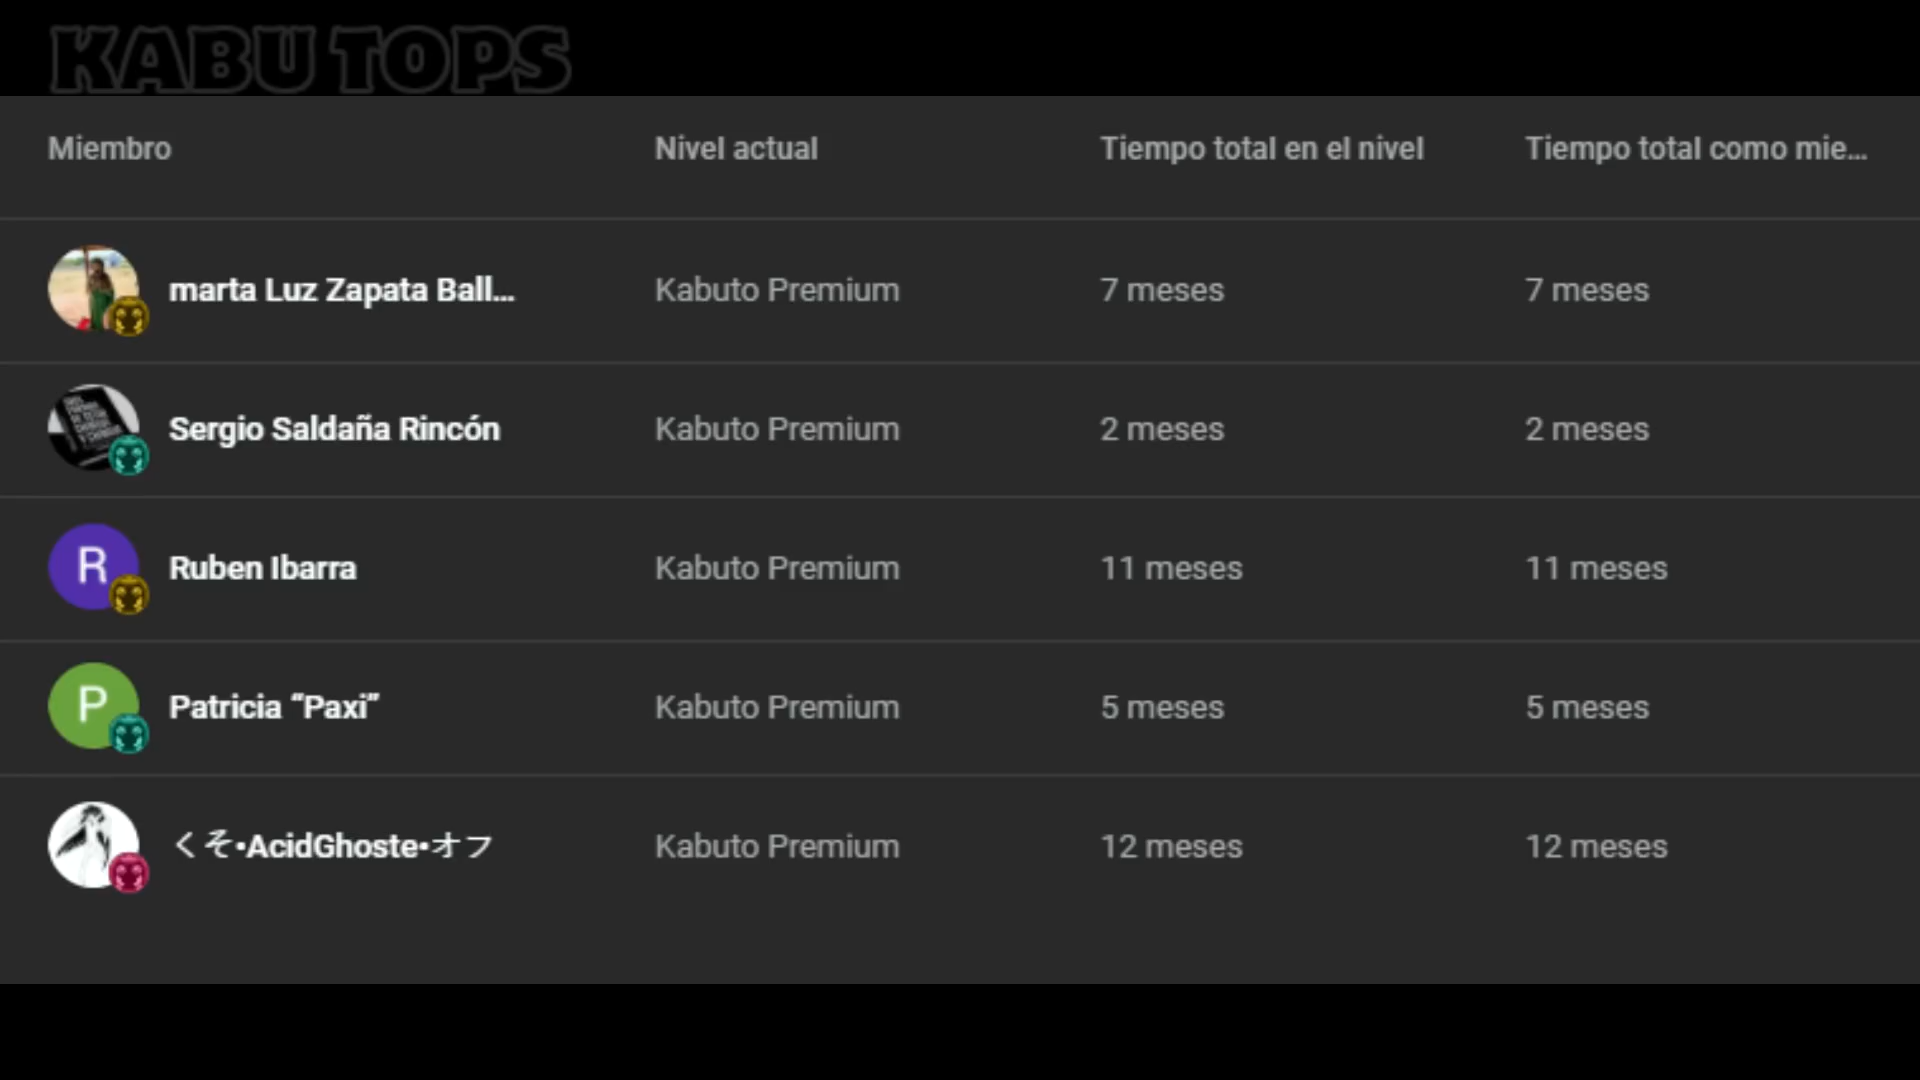 KABU TOPS
Miembro Nivel actual Tiempo total en el nivel Tiempo total como mie...
marta Luz Zapata Ball... Kabuto Premium 7 meses 7 meses
Sergio Saldaña Rincón Kabuto Premium 2 meses 2 meses
R Ruben Ibarra Kabuto Premium 11 meses 11 meses
P Patricia “Paxi” Kabuto Premium 5 meses 5 meses
くそ•AcidGhoste•オフ Kabuto Premium 12 meses 12 meses